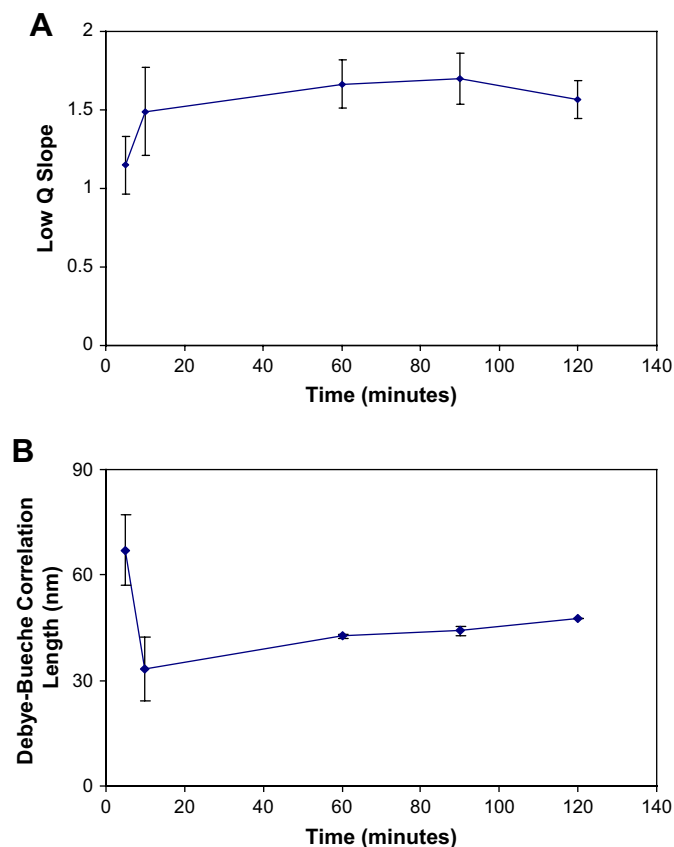 A
2
1.5
1
0.5
0
Low Q Slope
0 20 40 60 80 100 120 140
Time (minutes)
B
90
60
30
0
Debye-Bueche Correlation
Length (nm)
0 20 40 60 80 100 120 140
Time (minutes)